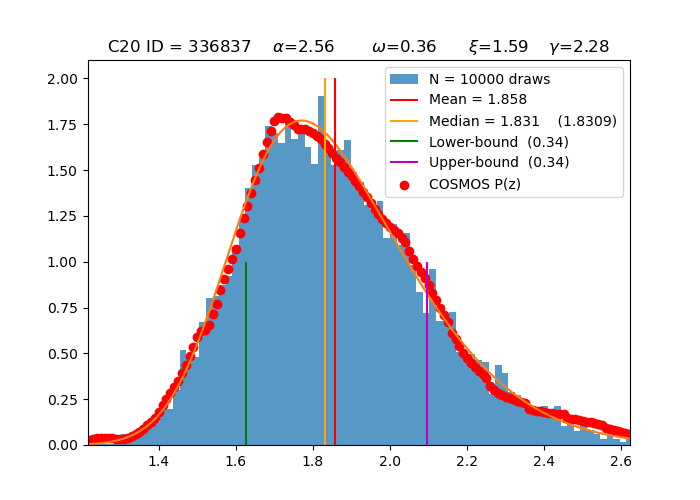 C20 ID = 336837 α=2.56 ω=0.36 ξ=1.59 γ=2.28
N = 10000 draws
Mean = 1.858
Median = 1.831 (1.8309)
Lower-bound (0.34)
Upper-bound (0.34)
COSMOS P(z)
2.00
1.75
1.50
1.25
1.00
0.75
0.50
0.25
0.00
1.4 1.6 1.8 2.0 2.2 2.4 2.6